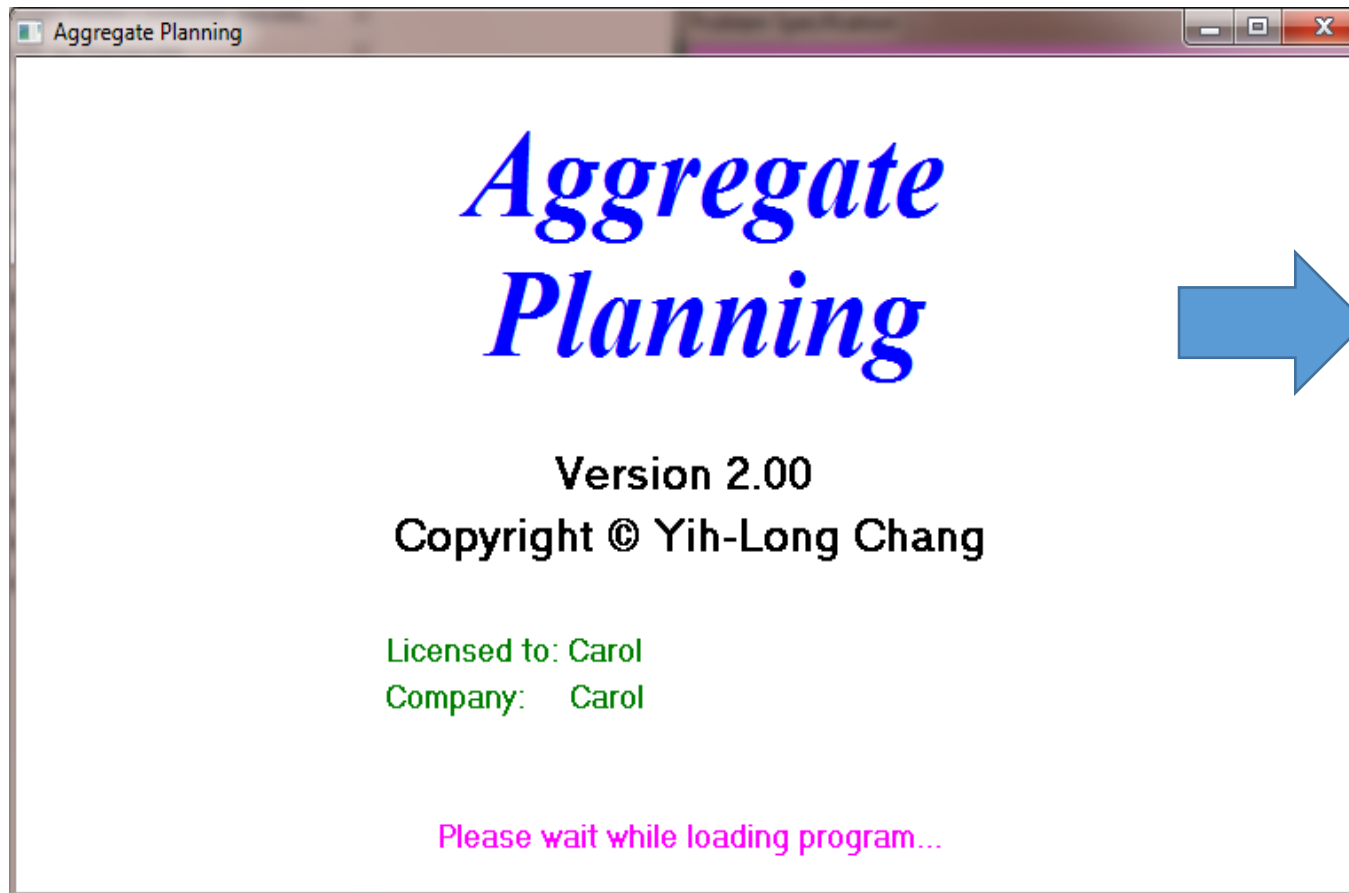 Aggregate Planning
Aggregate
Planning
Version 2.00
Copyright © Yih-Long Chang
Licensed to: Carol
Company: Carol
Please wait while loading program...